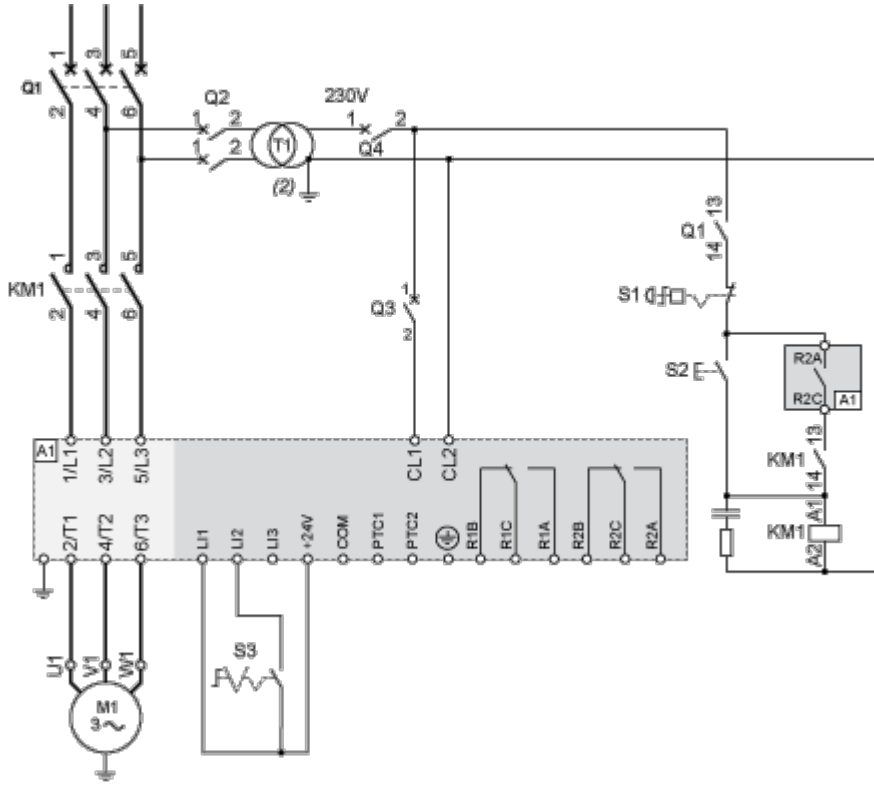 1 3 5
Q1
2 4 6
Q2
1 2
1 2
T1
(2)
230V
1 2
Q4
13
Q1
14
1 3 5
KM1
2 4 6
1
Q3
2
S1
S2
R2A
R2C A1
13
KM1
14
A1
KM1
A2
A1
1/L1 3/L2 5/L3
CL1 CL2
2/T1 4/T2 6/T3
LI1 LI2 LI3 +24V COM PTC1 PTC2 R1B R1C R1A R2B R2C R2A
S3
U1 V1 W1
M1
3